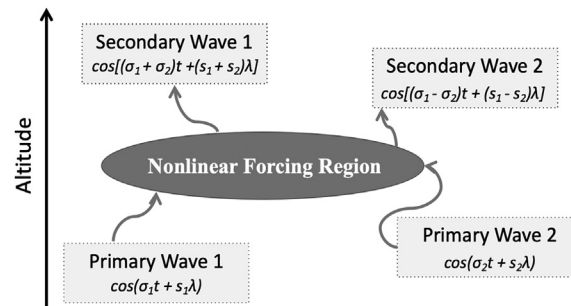 Altitude
Secondary Wave 1
cos[(σ₁ + σ₂)t +(s₁ + s₂)λ]
Secondary Wave 2
cos[(σ₁ - σ₂)t + (s₁ - s₂)λ]
Nonlinear Forcing Region
Primary Wave 1
cos(σ₁t + s₁λ)
Primary Wave 2
cos(σ₂t + s₂λ)